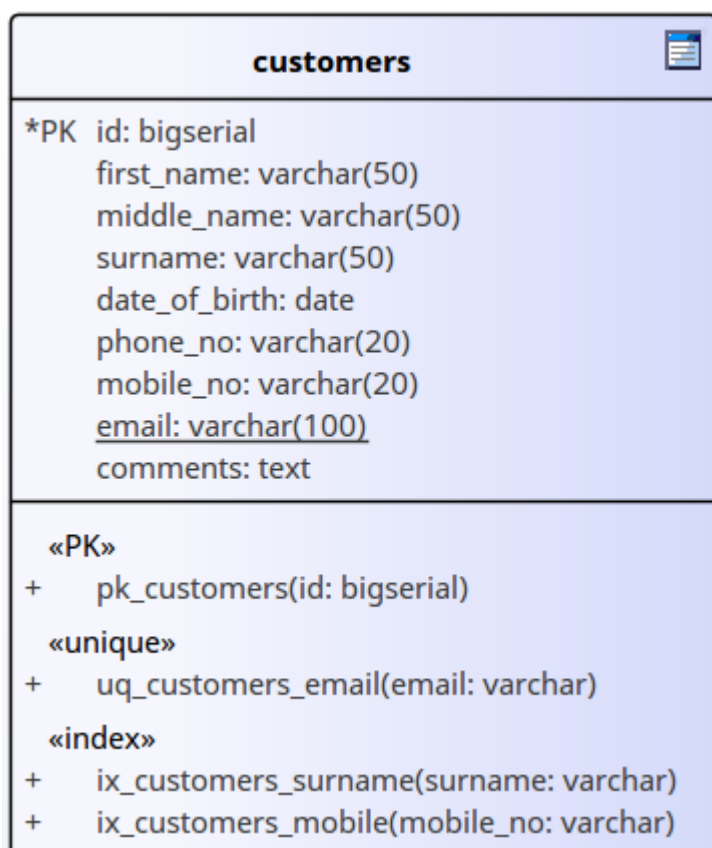 customers
*PK id: bigserial
first_name: varchar(50)
middle_name: varchar(50)
surname: varchar(50)
date_of_birth: date
phone_no: varchar(20)
mobile_no: varchar(20)
email: varchar(100)
comments: text
«PK»
+ pk_customers(id: bigserial)
«unique»
+ uq_customers_email(email: varchar)
«index»
+ ix_customers_surname(surname: varchar)
+ ix_customers_mobile(mobile_no: varchar)